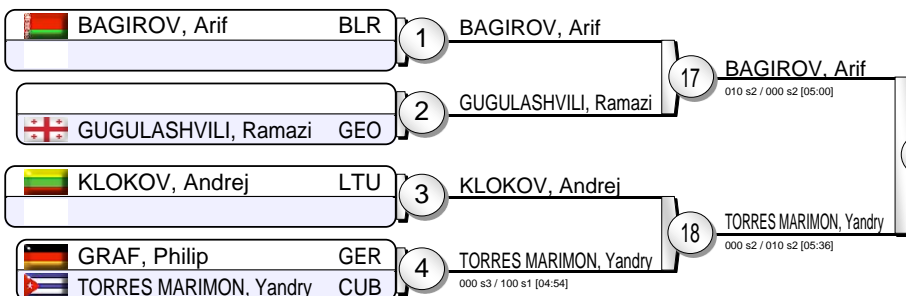 BAGIROV, Arif BLR
1
BAGIROV, Arif
GUGULASHVILI, Ramazi GEO
2
GUGULASHVILI, Ramazi
17
BAGIROV, Arif
010 s2 / 000 s2 [05:00]
KLOKOV, Andrej LTU
3
KLOKOV, Andrej
GRAF, Philip GER
TORRES MARIMON, Yandry CUB
4
TORRES MARIMON, Yandry
000 s3 / 100 s1 [04:54]
18
TORRES MARIMON, Yandry
000 s2 / 010 s2 [05:36]